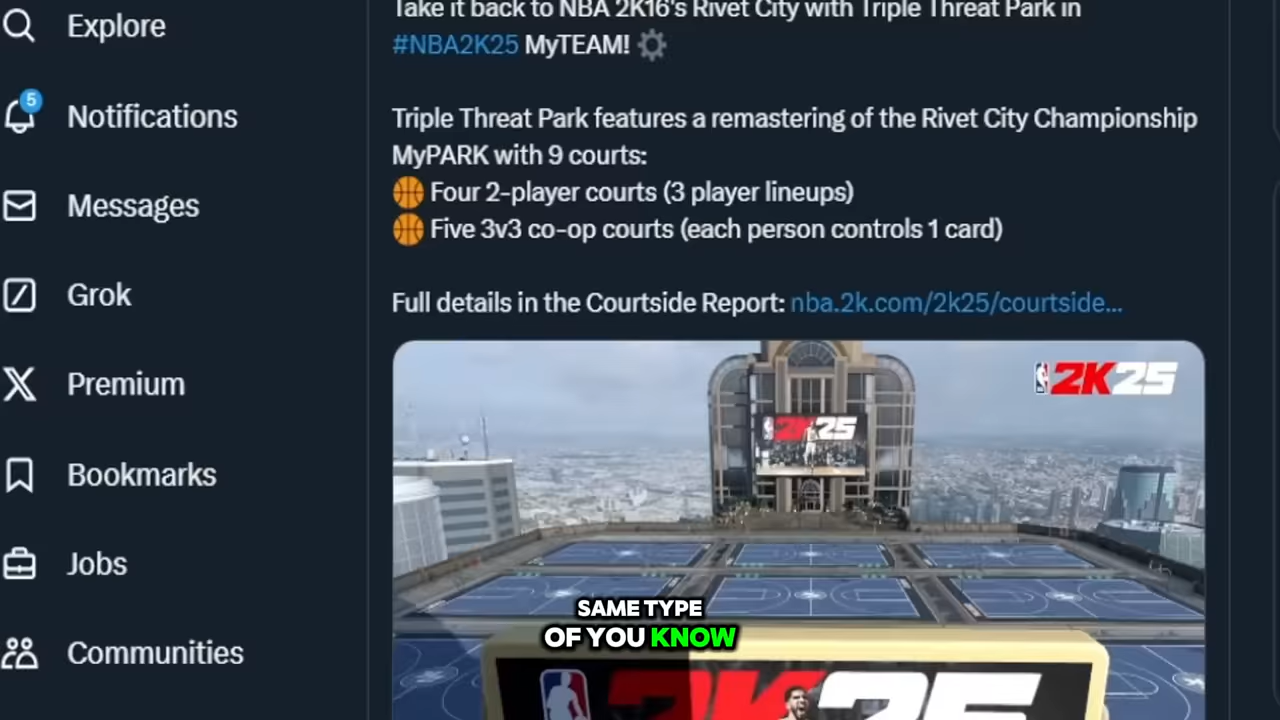 Explore
5
Notifications
Messages
Grok
Premium
Bookmarks
Jobs
Communities
Take it back to NBA 2K16's Rivet City with Triple Threat Park in
#NBA2K25 MyTEAM!
Triple Threat Park features a remastering of the Rivet City Championship
MyPARK with 9 courts:
Four 2-player courts (3 player lineups)
Five 3v3 co-op courts (each person controls 1 card)
Full details in the Courtside Report: nba.2k.com/2k25/courtside...
2K25
2K25
SAME TYPE
OF YOU KNOW
2K25